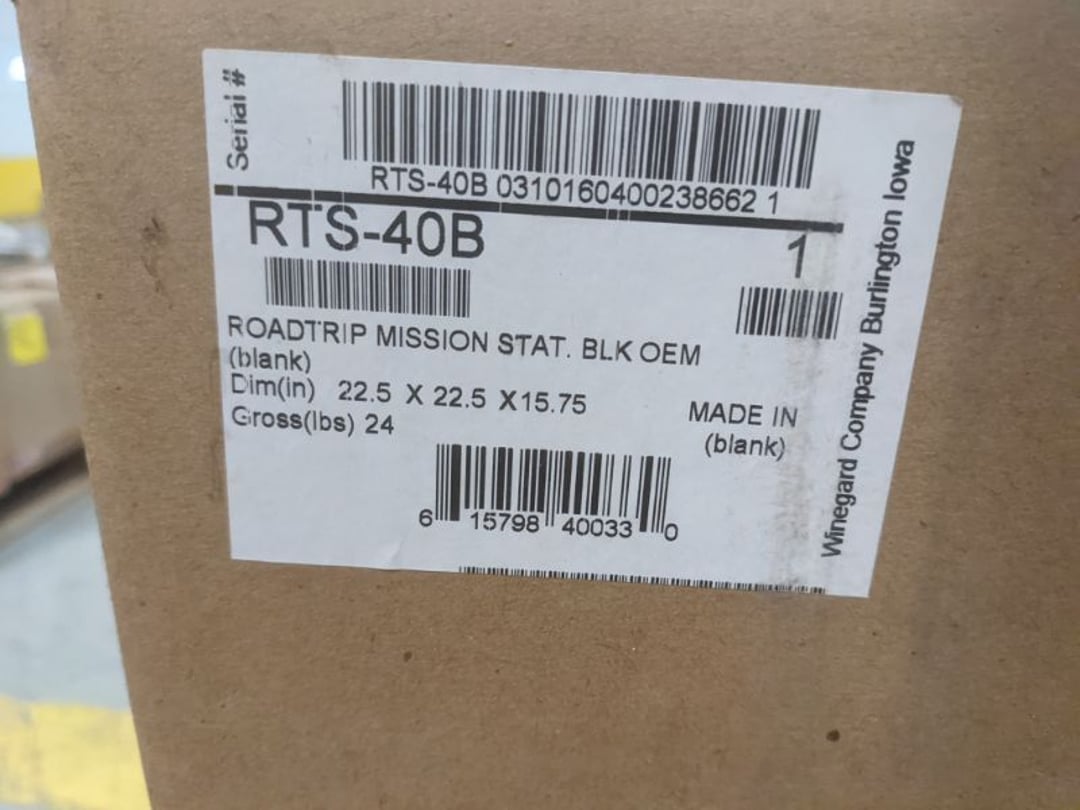 Serial #
RTS-40B 0310160400238662 1
RTS-40B 1
ROADTRIP MISSION STAT. BLK OEM
(blank)
Dim(in) 22.5 X 22.5 X15.75
Gross(lbs) 24
MADE IN
(blank)
6 15798 40033 0
Winegard Company Burlington Iowa